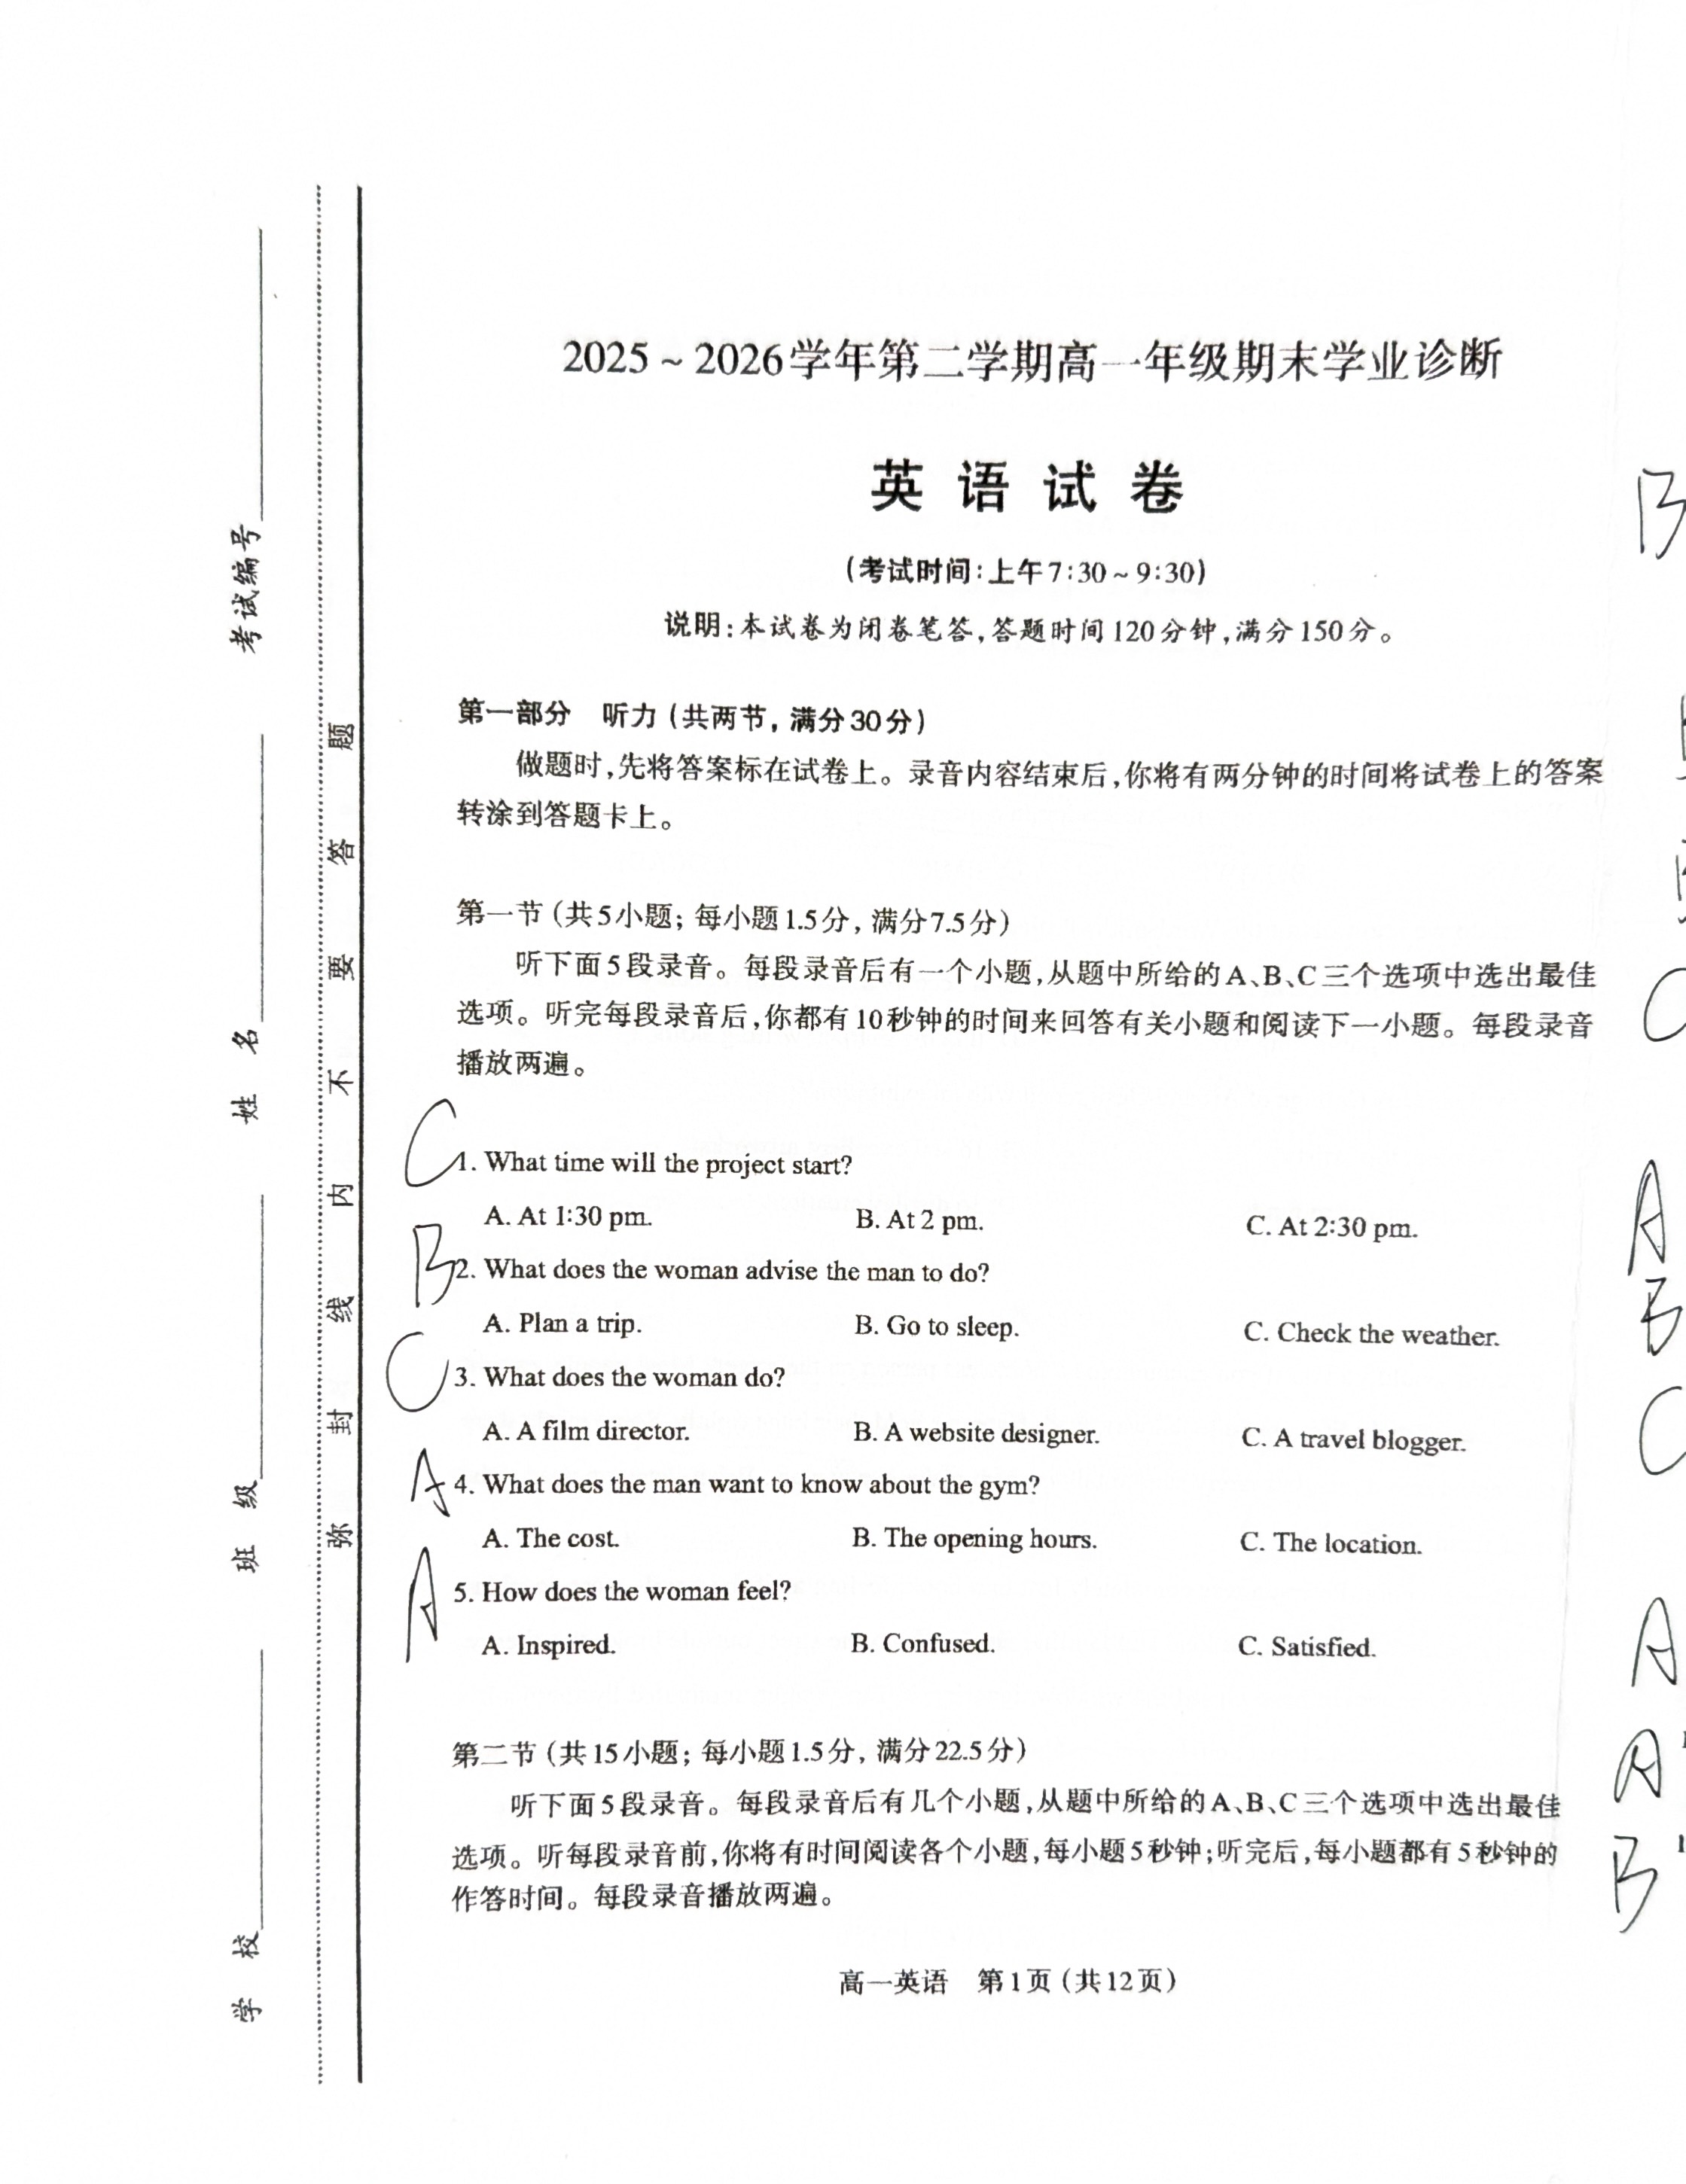 2025～2026学年第二学期高一年级期末学业诊断
英语试卷
(考试时间:上午7:30～9:30)
说明:本试卷为闭卷笔答,答题时间120分钟,满分150分。
第一部分 听力(共两节,满分30分)
做题时,先将答案标在试卷上。录音内容结束后,你将有两分钟的时间将试卷上的答案
转涂到答题卡上。
第一节(共5小题;每小题1.5分,满分7.5分)
听下面5段录音。每段录音后有一个小题,从题中所给的A、B、C三个选项中选出最佳
选项。听完每段录音后,你都有10秒钟的时间来回答有关小题和阅读下一小题。每段录音
播放两遍。
C 1. What time will the project start?
A. At 1:30 pm. B. At 2 pm. C. At 2:30 pm.
B 2. What does the woman advise the man to do?
A. Plan a trip. B. Go to sleep. C. Check the weather.
C 3. What does the woman do?
A. A film director. B. A website designer. C. A travel blogger.
A 4. What does the man want to know about the gym?
A. The cost. B. The opening hours. C. The location.
A 5. How does the woman feel?
A. Inspired. B. Confused. C. Satisfied.
第二节(共15小题;每小题1.5分,满分22.5分)
听下面5段录音。每段录音后有几个小题,从题中所给的A、B、C三个选项中选出最佳
选项。听每段录音前,你将有时间阅读各个小题,每小题5秒钟;听完后,每小题都有5秒钟的
作答时间。每段录音播放两遍。
高一英语 第1页(共12页)
学校 班级 姓名 考试编号
弥封线内不要答题
B
C
A
B
C
A
A
B